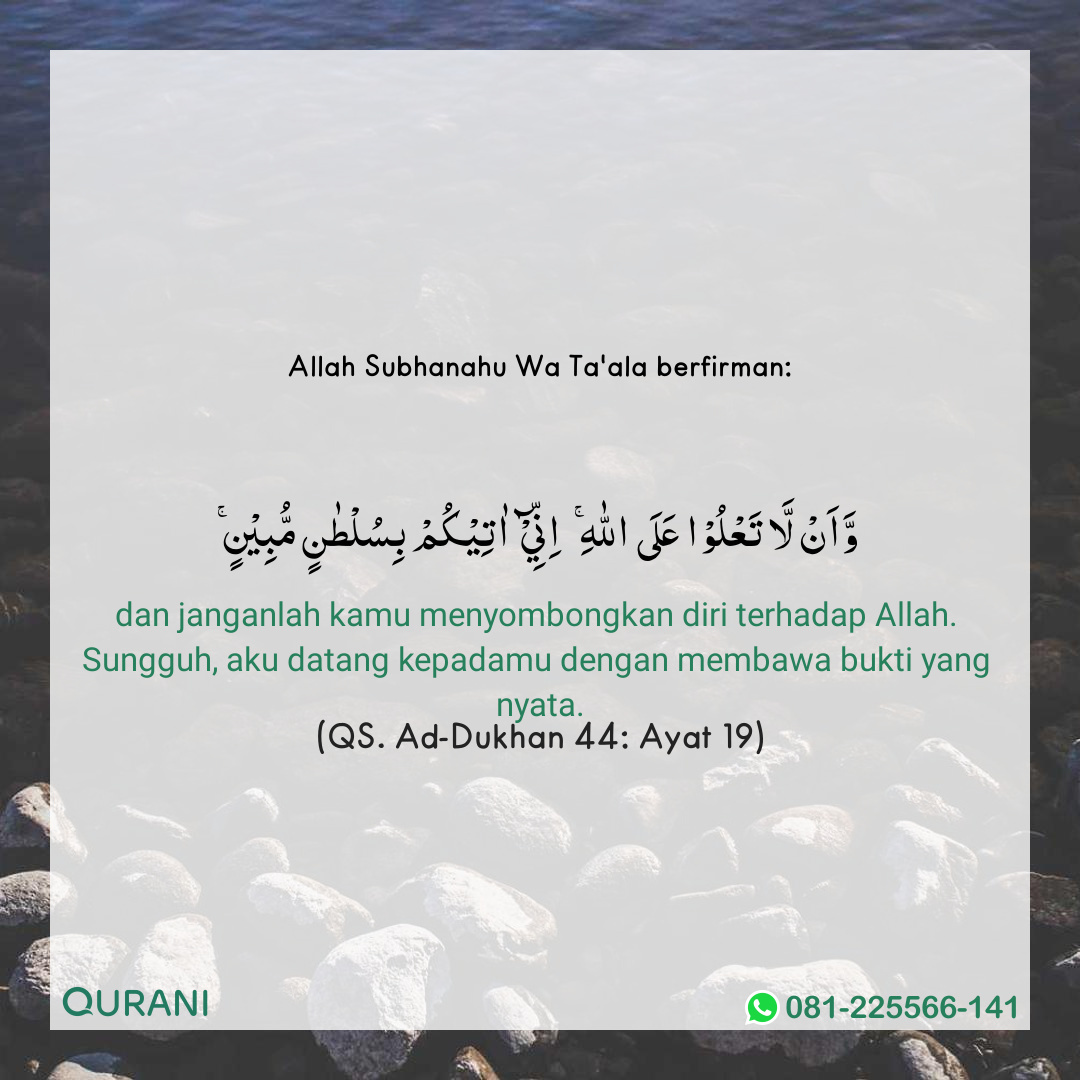 Allah Subhanahu Wa Ta'ala berfirman:
وَّاَنْ لَّا تَعْلُوْا عَلَى اللّٰهِ ۚ اِنِّيْٓ اٰتِيْكُمْ بِسُلْطٰنٍ مُّبِيْنٍ ۚ
dan janganlah kamu menyombongkan diri terhadap Allah.
Sungguh, aku datang kepadamu dengan membawa bukti yang
nyata.
(QS. Ad-Dukhan 44: Ayat 19)
QURANI
081-225566-141